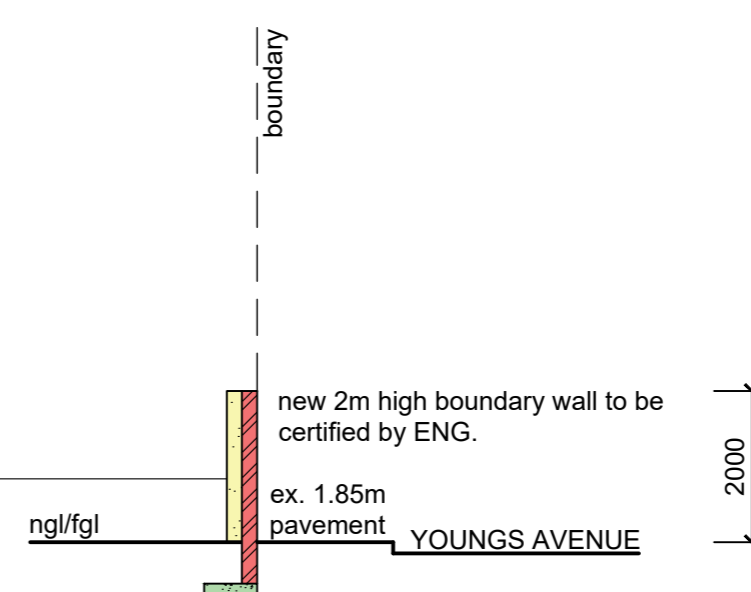 boundary
new 2m high boundary wall to be
certified by ENG.
2000
ex. 1.85m
pavement
ngl/fgl
YOUNGS AVENUE